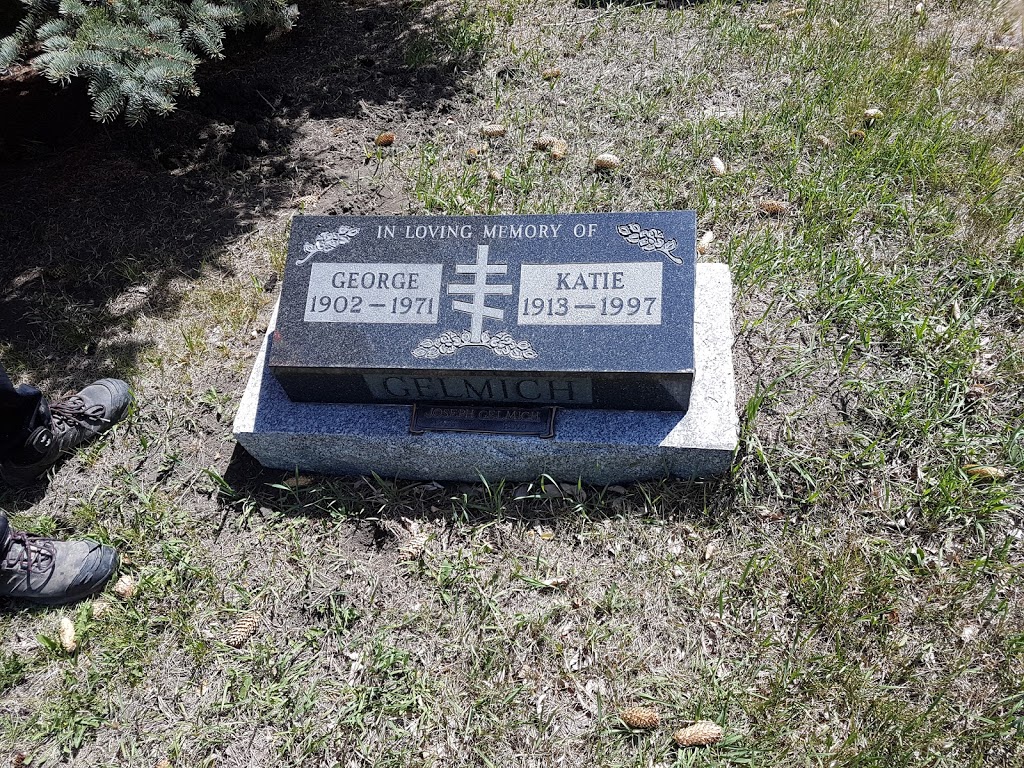 IN LOVING MEMORY OF
GEORGE
1902 – 1971
KATIE
1913 – 1997
GELMICH
JOSEPH GELMICH